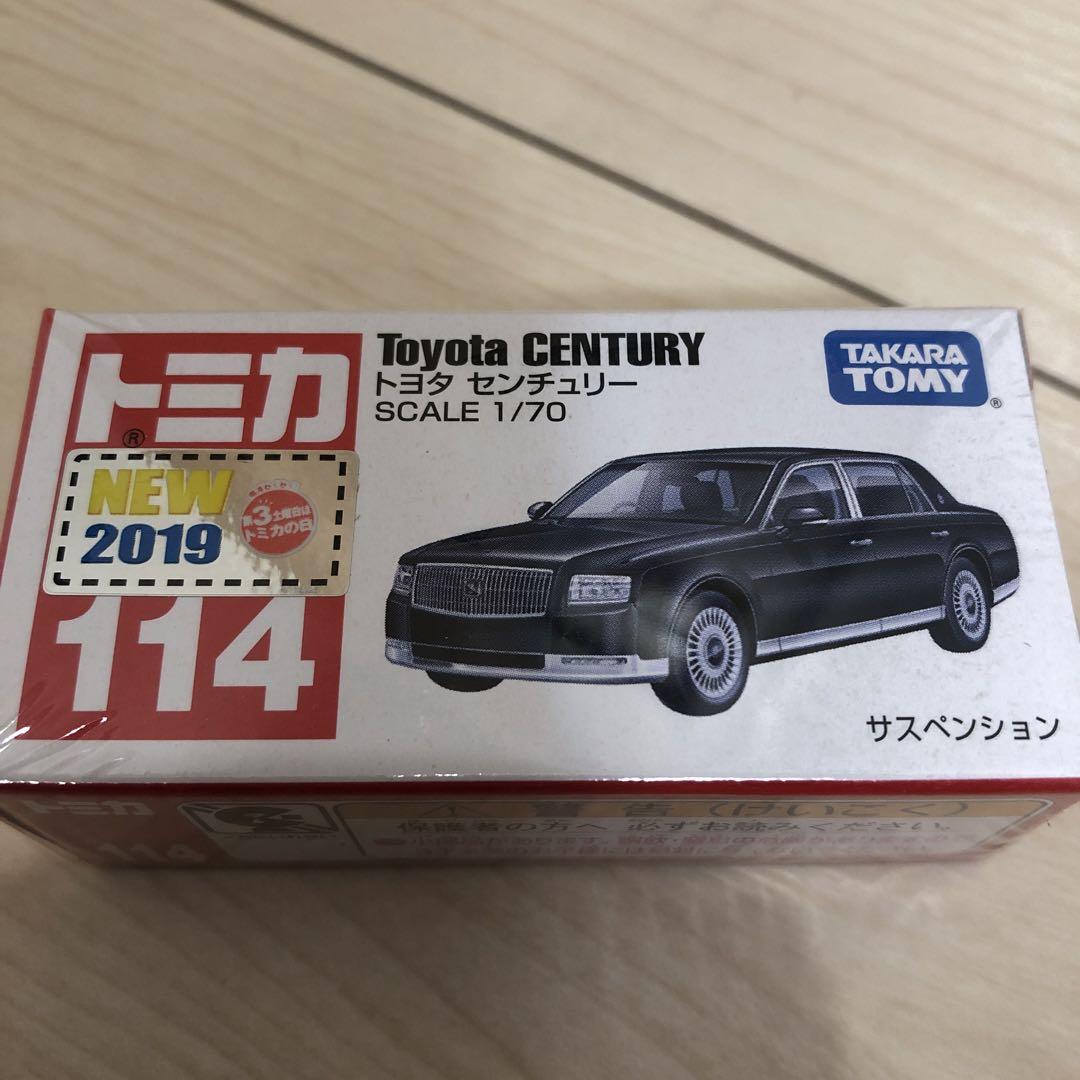 トミカ®
NEW
2019
第3土曜日は
トミカの日
114
Toyota CENTURY
トヨタ センチュリー
SCALE 1/70
TAKARA
TOMY®
サスペンション
トミカ
114
警告(けいこく)
保護者の方へ 必ずお読みください。